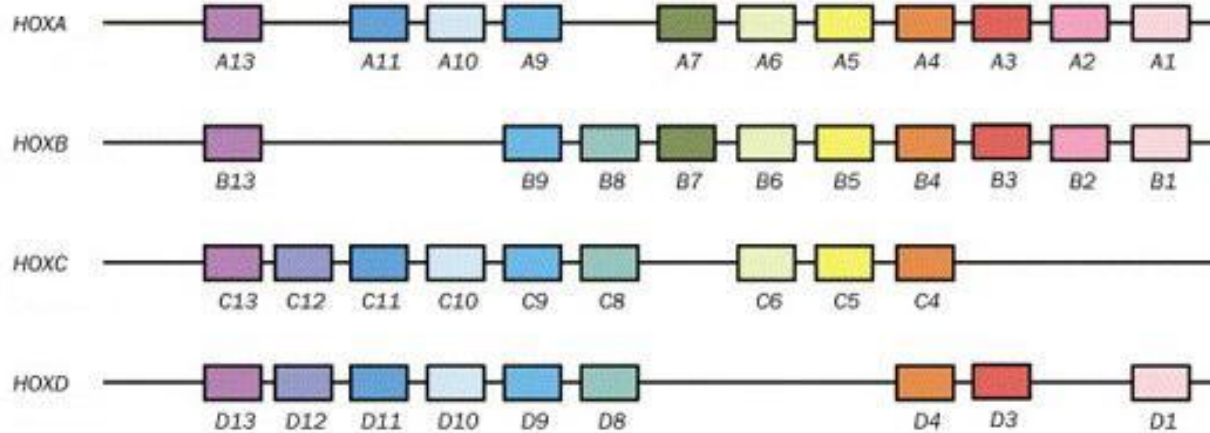 HOXA
A13 A11 A10 A9 A7 A6 A5 A4 A3 A2 A1
HOXB
B13 B9 B8 B7 B6 B5 B4 B3 B2 B1
HOXC
C13 C12 C11 C10 C9 C8 C6 C5 C4
HOXD
D13 D12 D11 D10 D9 D8 D4 D3 D1